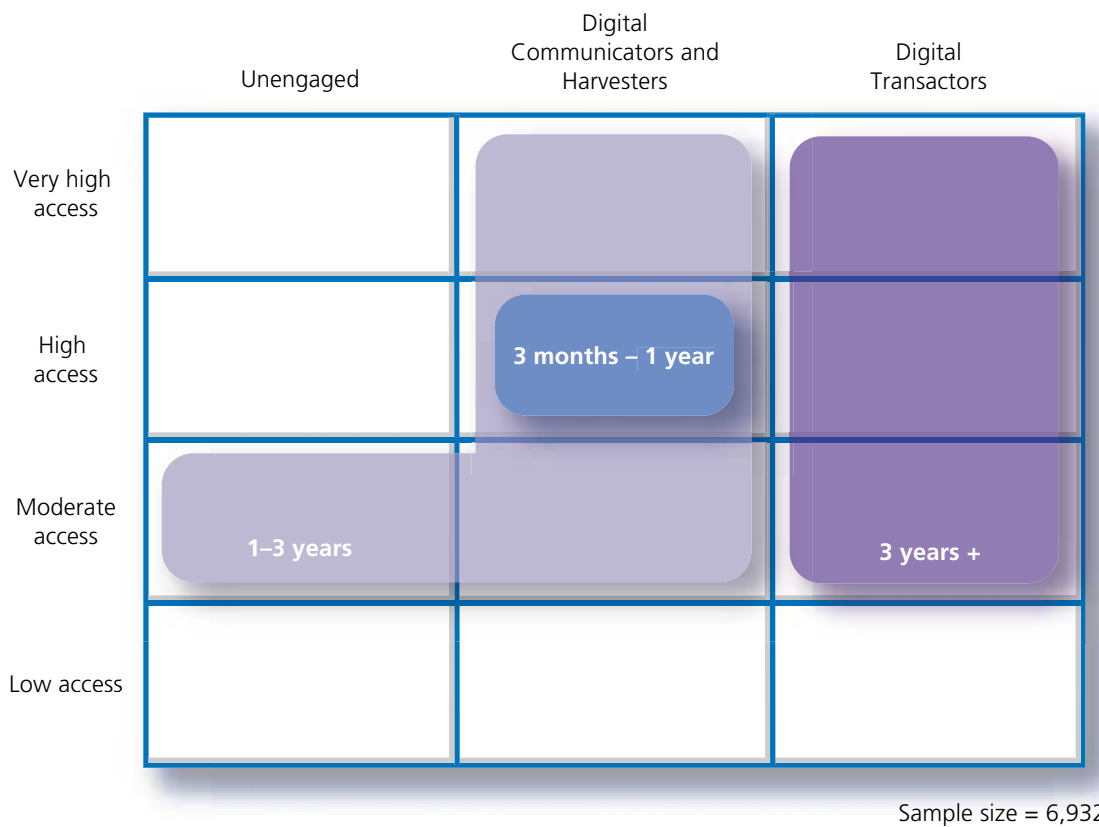 Unengaged
Digital
Communicators and
Harvesters
Digital
Transactors
Very high
access
High
access
3 months – 1 year
Moderate
access
1–3 years
3 years +
Low access
Sample size = 6,932